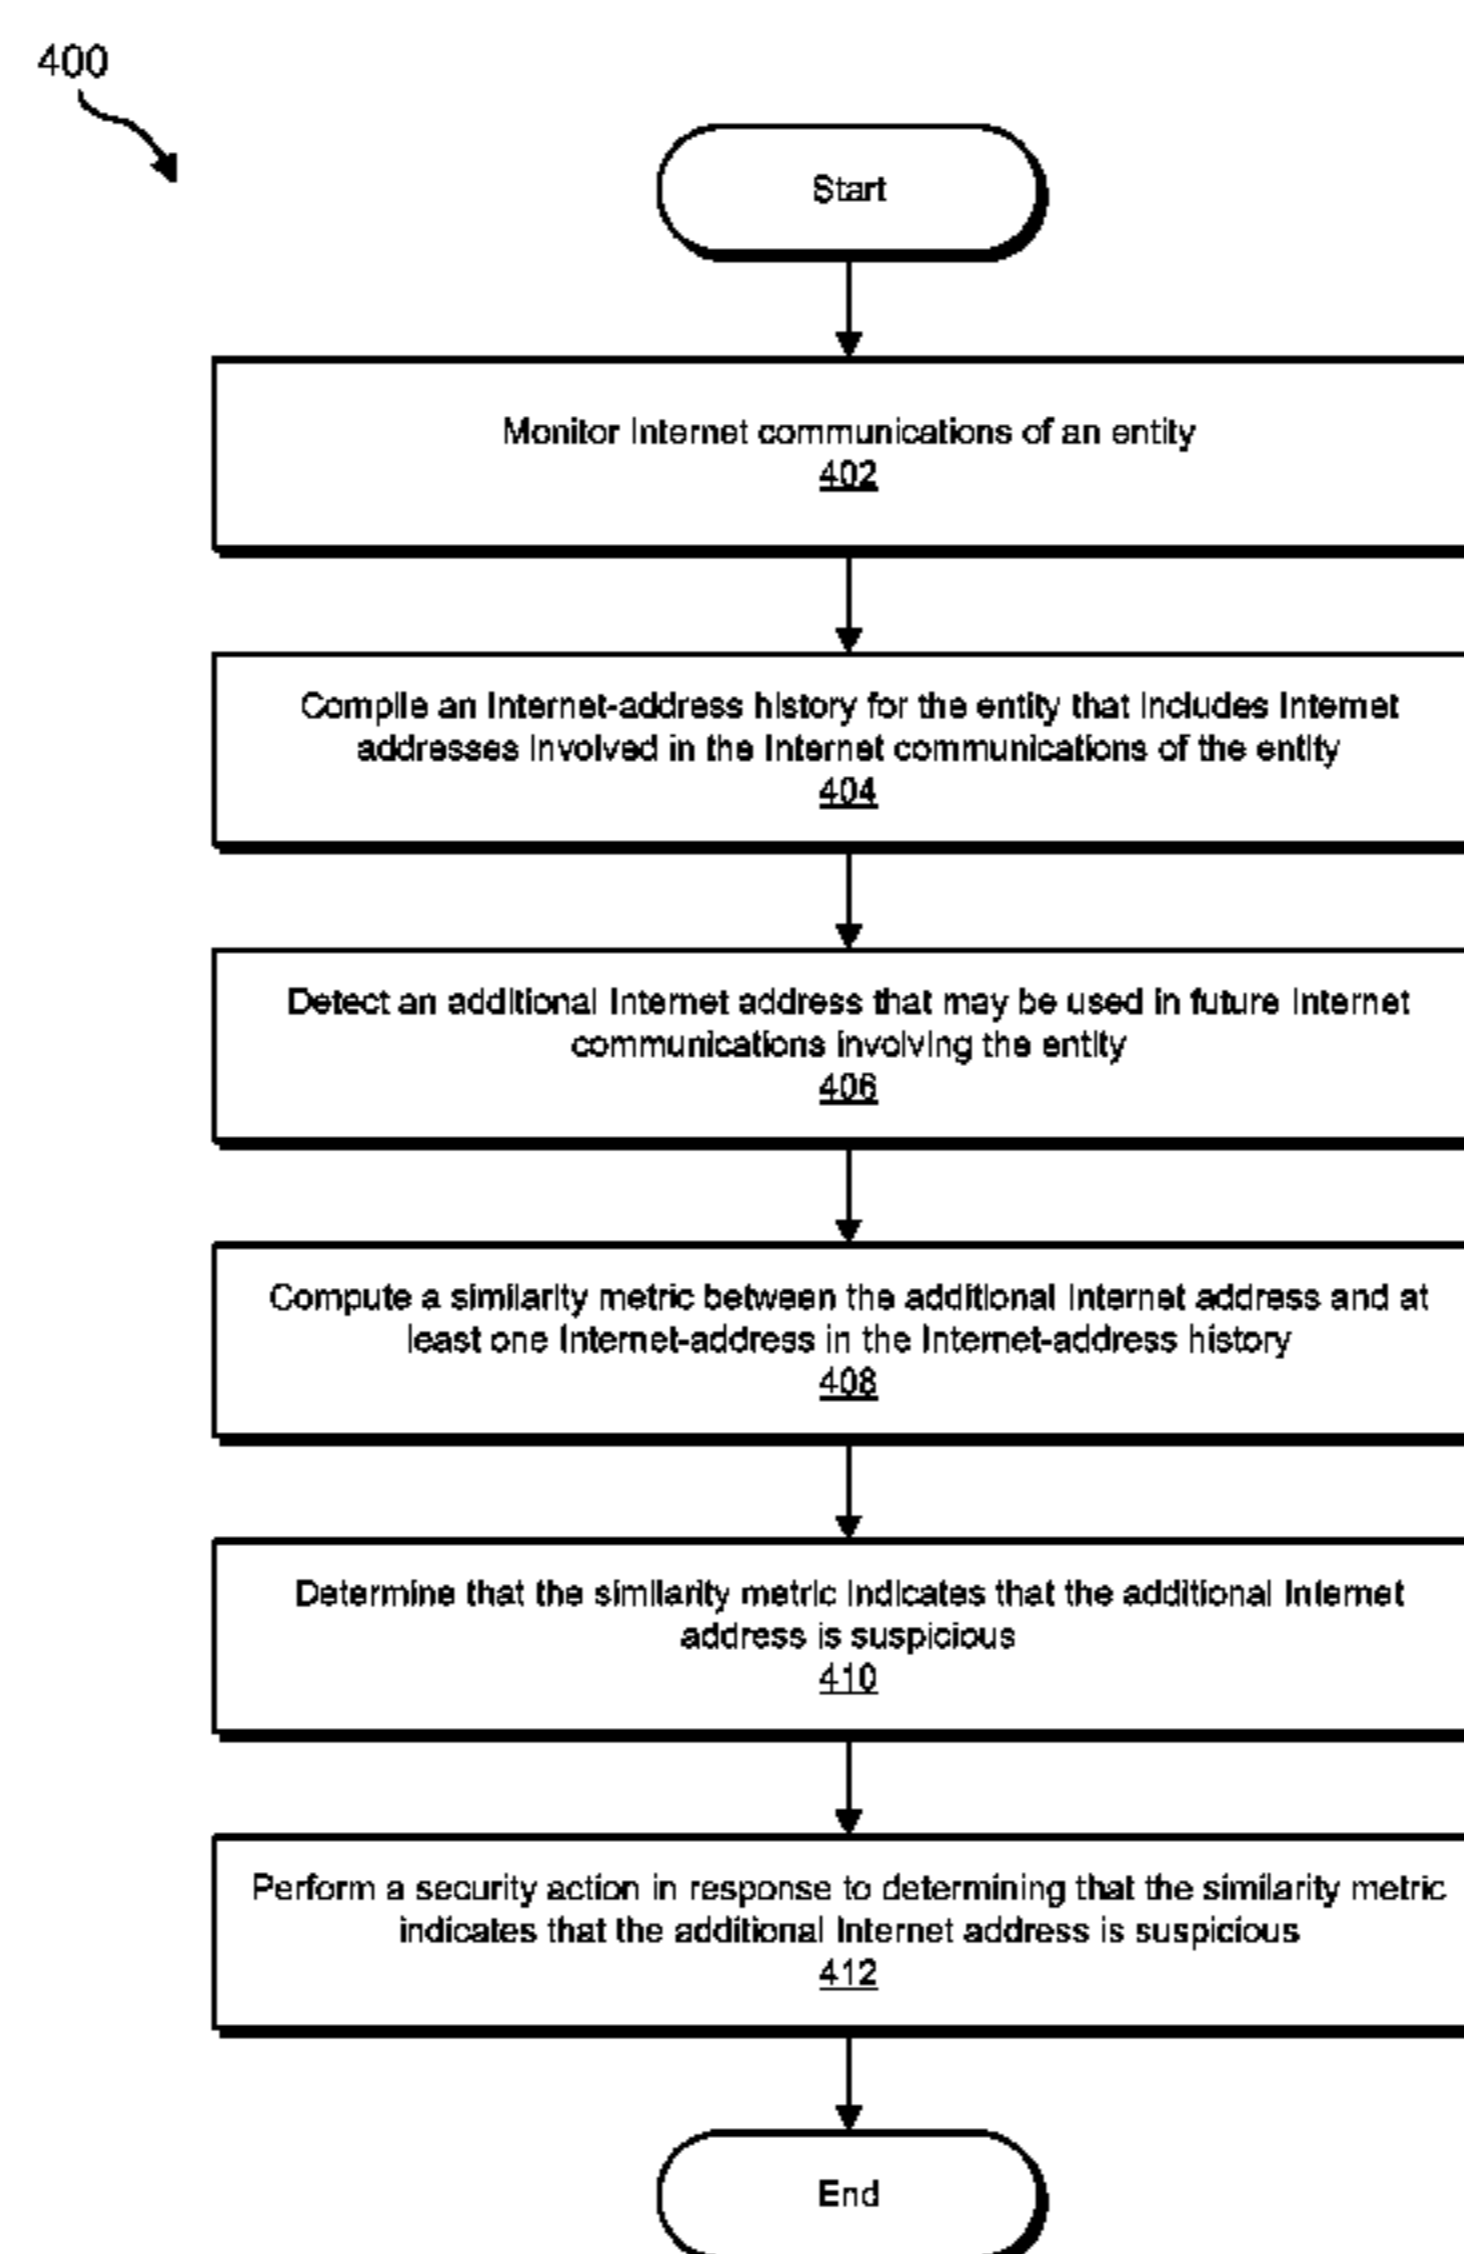 400
Start
Monitor Internet communications of an entity
402
Compile an Internet-address history for the entity that includes Internet
addresses involved in the Internet communications of the entity
404
Detect an additional Internet address that may be used in future Internet
communications involving the entity
406
Compute a similarity metric between the additional Internet address and at
least one Internet-address in the Internet-address history
408
Determine that the similarity metric indicates that the additional Internet
address is suspicious
410
Perform a security action in response to determining that the similarity metric
indicates that the additional Internet address is suspicious
412
End